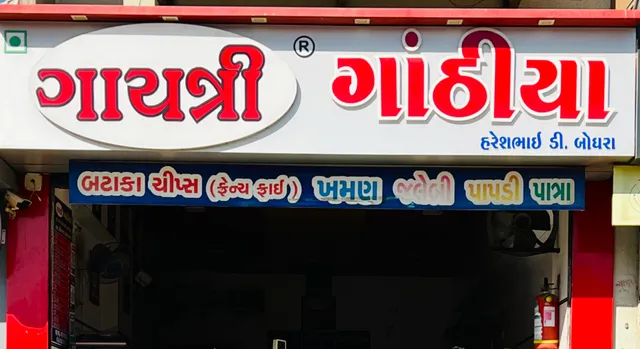 ગાયત્રી ® ગાંઠીયા
હરેશભાઇ ડી. બોઘરા
બટાકા ચીપ્સ (ફ્રેન્ચ ફ્રાઈ) ખમણ જલેબી પાપડી પાત્રા